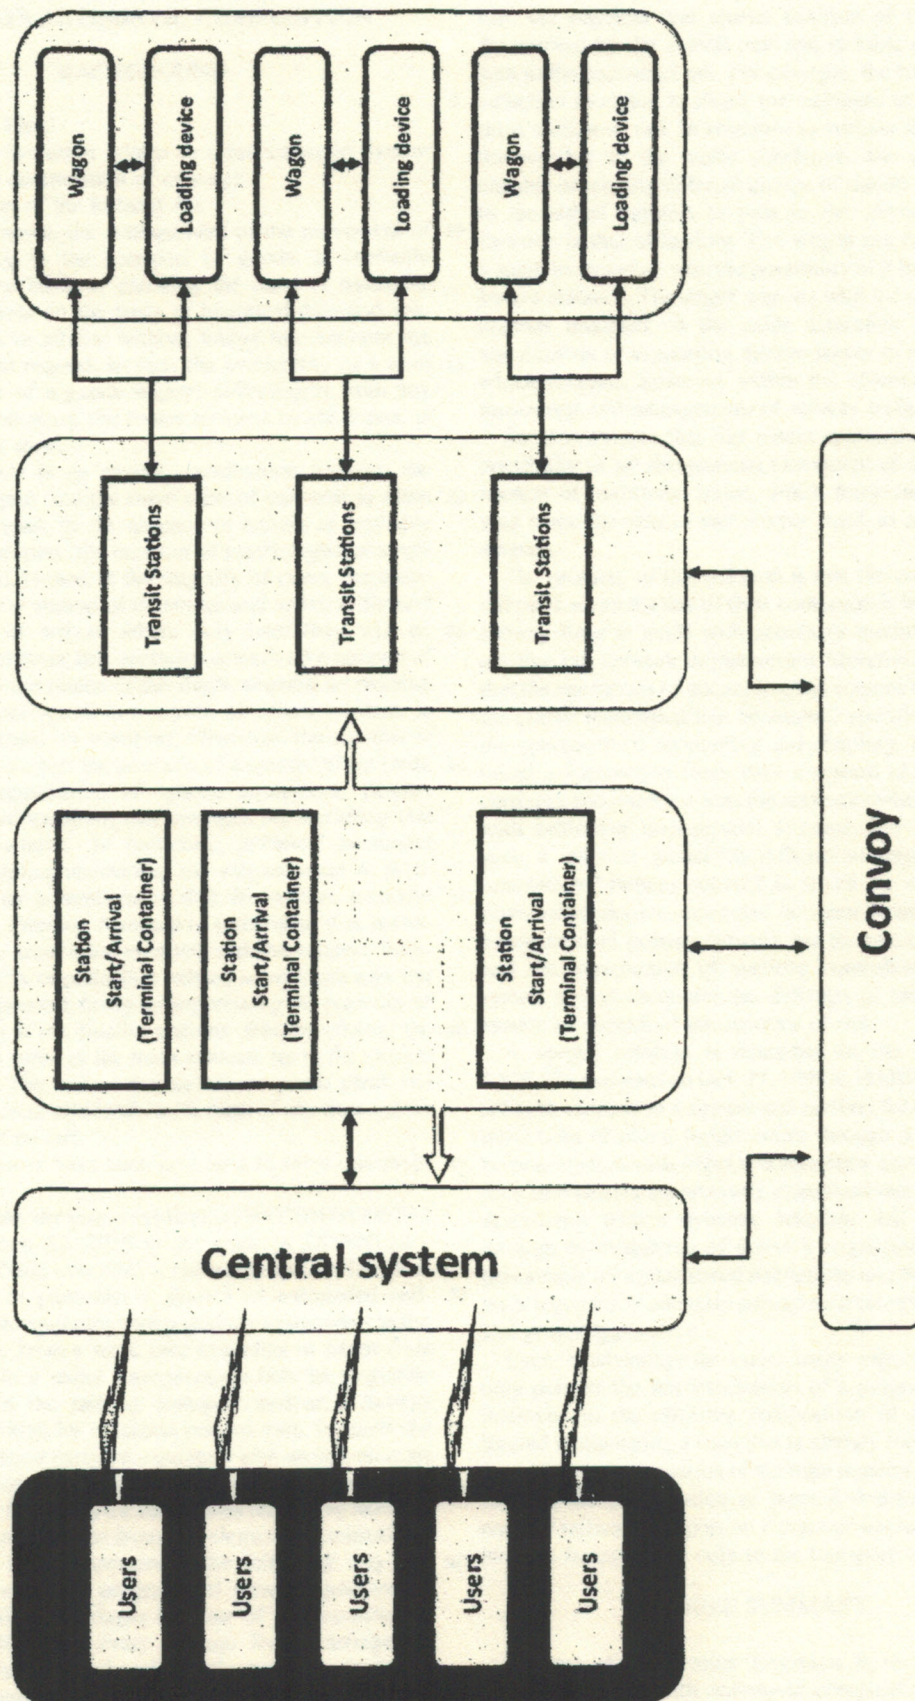 Users
Users
Users
Users
Users
Central system
Station
Start/Arrival
(Terminal Container)
Station
Start/Arrival
(Terminal Container)
Station
Start/Arrival
(Terminal Container)
Transit Stations
Transit Stations
Transit Stations
Wagon
Loading device
Wagon
Loading device
Wagon
Loading device
Convoy